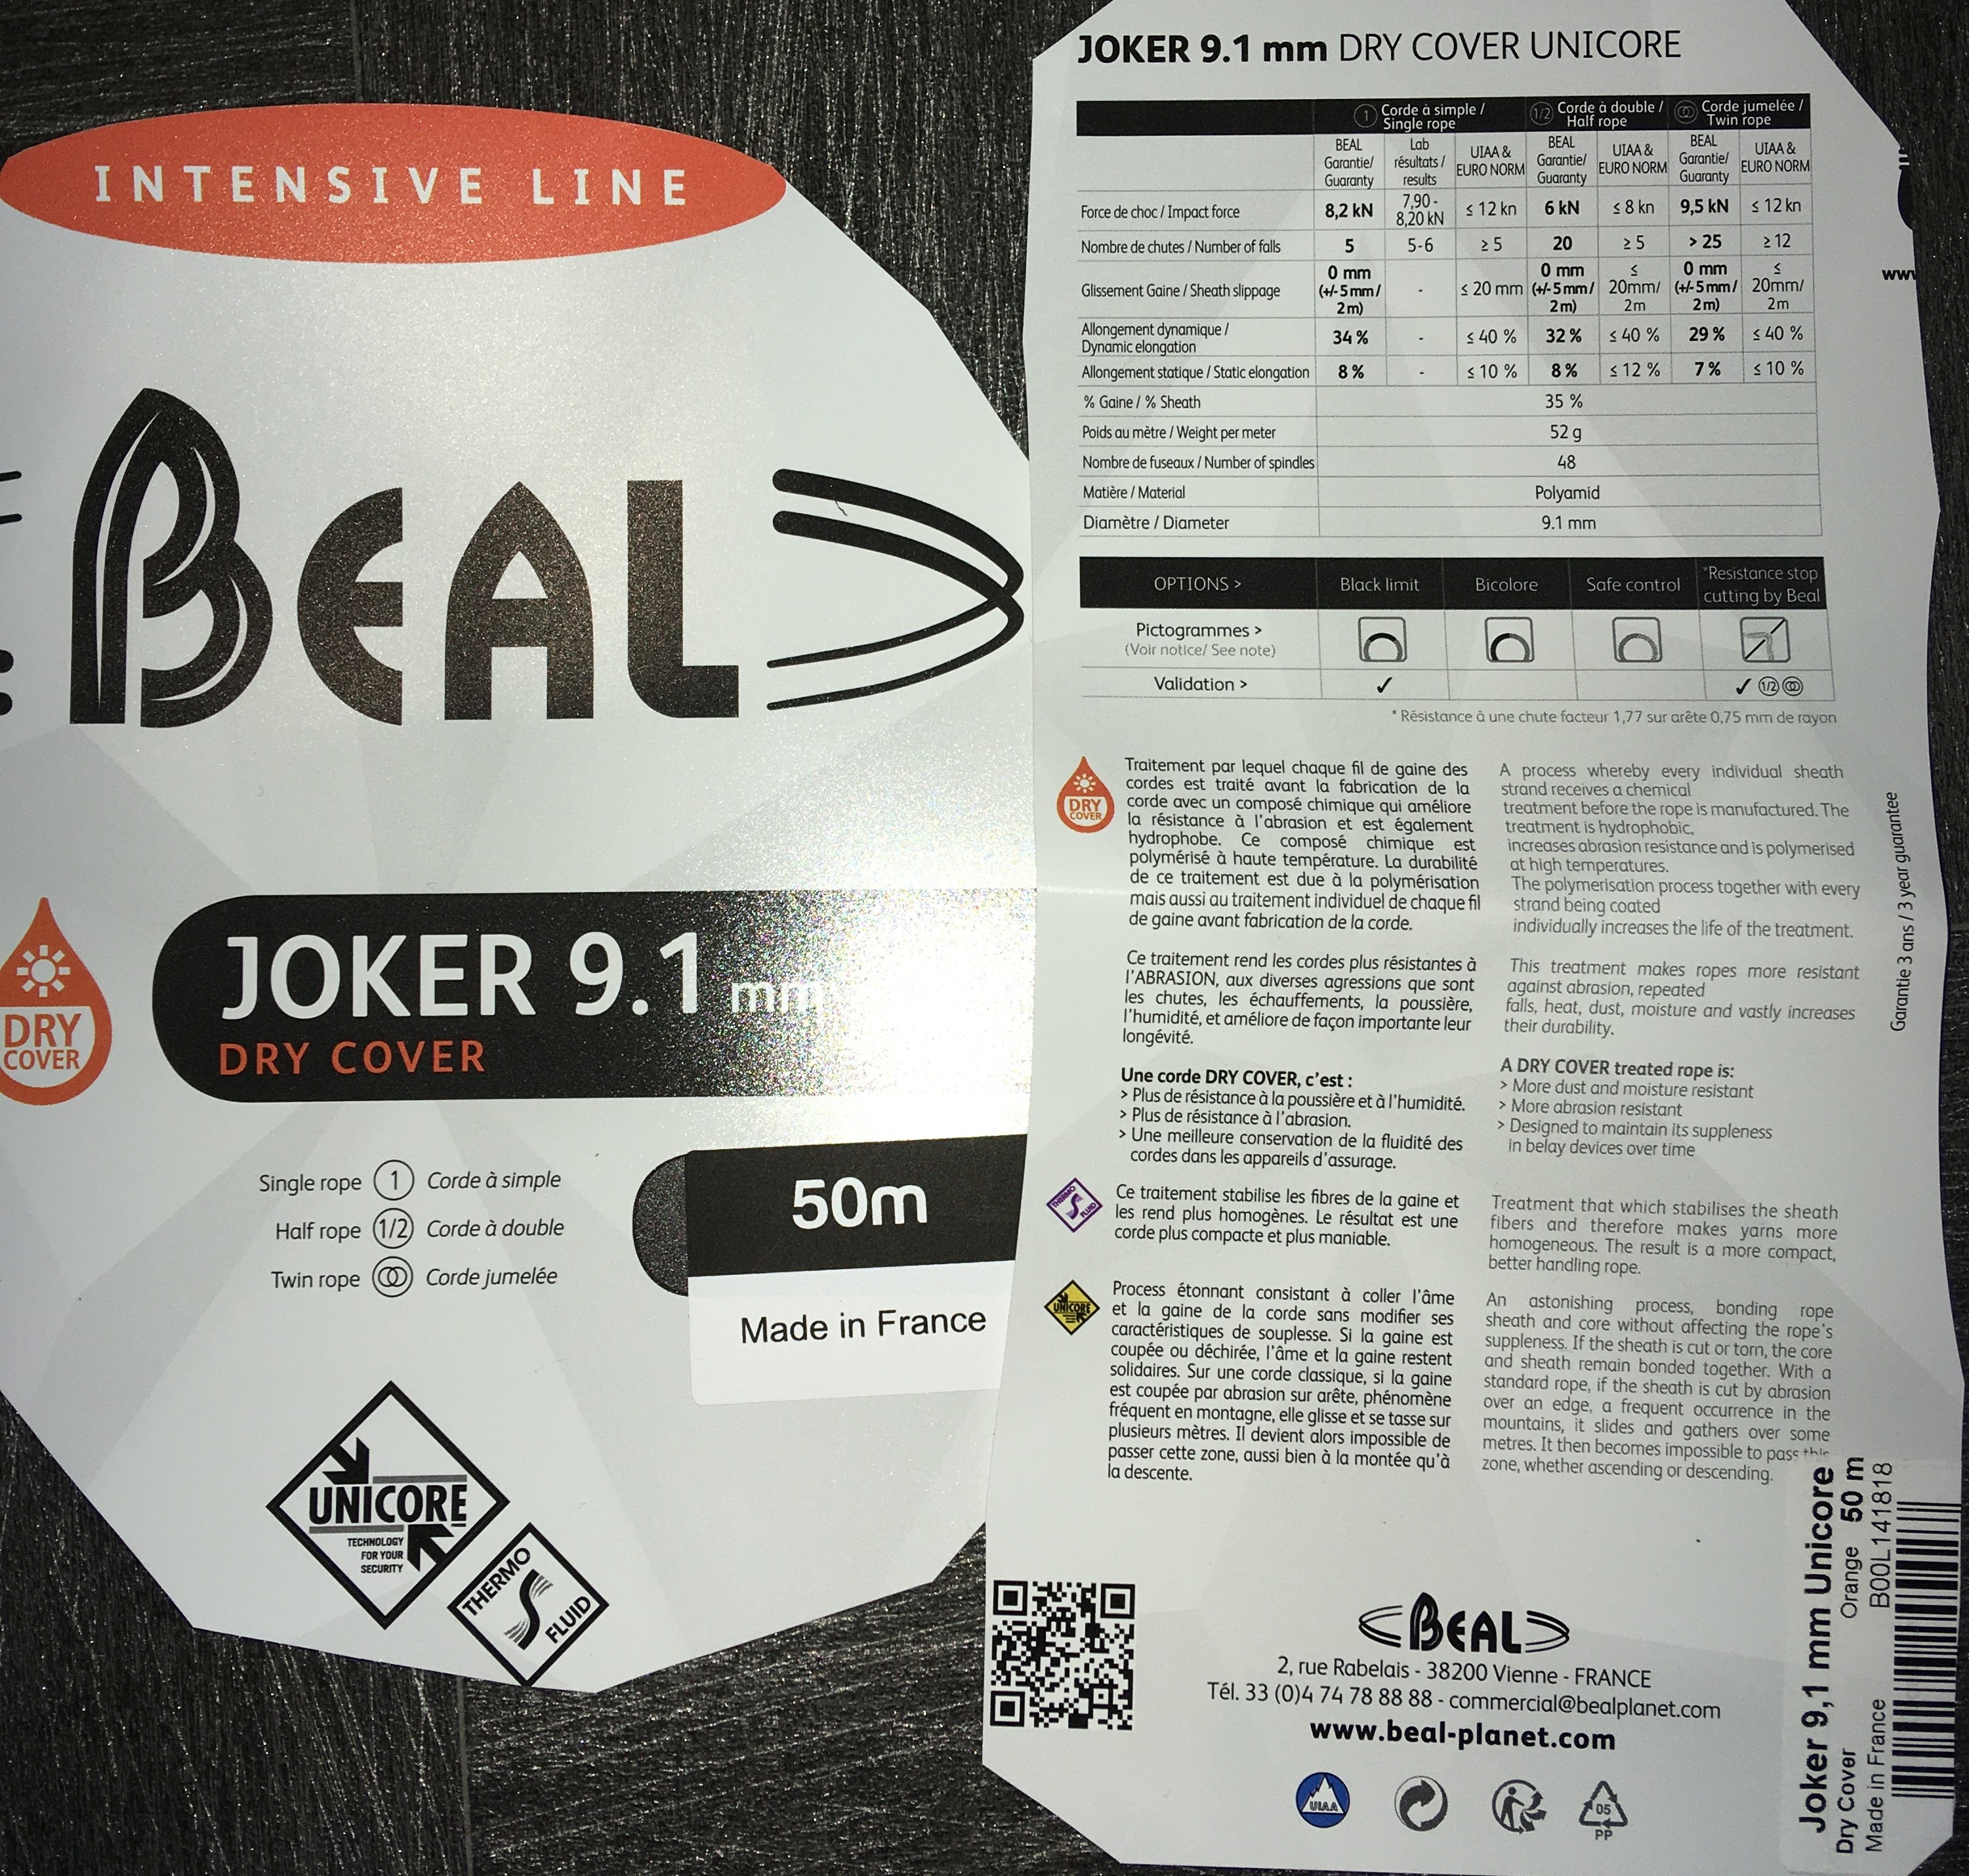 INTENSIVE LINE
BEAL
DRY
COVER
JOKER 9.1 mm
DRY COVER
Single rope 1 Corde à simple
Half rope 1/2 Corde à double
Twin rope Corde jumelée
50m
Made in France
UNICORE
TECHNOLOGY
FOR YOUR
SECURITY
THERMO
FLUID
JOKER 9.1 mm DRY COVER UNICORE
1 Corde à simple / Single rope 1/2 Corde à double / Half rope Corde jumelée / Twin rope
BEAL Garantie/ Guaranty Lab résultats / results UIAA & EURO NORM BEAL Garantie/ Guaranty UIAA & EURO NORM BEAL Garantie/ Guaranty UIAA & EURO NORM
Force de choc / Impact force 8,2 kN 7,90 - 8,20 kN ≤ 12 kn 6 kN ≤ 8 kn 9,5 kN ≤ 12 kn
Nombre de chutes / Number of falls 5 5-6 ≥ 5 20 ≥ 5 > 25 ≥ 12
Glissement Gaine / Sheath slippage 0 mm (+/- 5 mm / 2 m) - ≤ 20 mm 0 mm (+/- 5 mm / 2 m) ≤ 20mm/ 2m 0 mm (+/- 5 mm / 2 m) ≤ 20mm/ 2m
Allongement dynamique / Dynamic elongation 34 % - ≤ 40 % 32 % ≤ 40 % 29 % ≤ 40 %
Allongement statique / Static elongation 8 % - ≤ 10 % 8 % ≤ 12 % 7 % ≤ 10 %
% Gaine / % Sheath 35 %
Poids au mètre / Weight per meter 52 g
Nombre de fuseaux / Number of spindles 48
Matière / Material Polyamid
Diamètre / Diameter 9.1 mm
OPTIONS > Black limit Bicolore Safe control *Resistance stop cutting by Beal
Pictogrammes >
(Voir notice/ See note)
Validation > ✓ ✓ 1/2
* Résistance à une chute facteur 1,77 sur arête 0,75 mm de rayon
DRY
COVER
Traitement par lequel chaque fil de gaine des
cordes est traité avant la fabrication de la
corde avec un composé chimique qui améliore
la résistance à l'abrasion et est également
hydrophobe. Ce composé chimique est
polymérisé à haute température. La durabilité
de ce traitement est due à la polymérisation
mais aussi au traitement individuel de chaque fil
de gaine avant fabrication de la corde.
Ce traitement rend les cordes plus résistantes à
l'ABRASION, aux diverses agressions que sont
les chutes, les échauffements, la poussière,
l'humidité, et améliore de façon importante leur
longévité.
Une corde DRY COVER, c'est :
> Plus de résistance à la poussière et à l'humidité.
> Plus de résistance à l'abrasion.
> Une meilleure conservation de la fluidité des
cordes dans les appareils d'assurage.
THERMO
FLUID
Ce traitement stabilise les fibres de la gaine et
les rend plus homogènes. Le résultat est une
corde plus compacte et plus maniable.
UNICORE
Process étonnant consistant à coller l'âme
et la gaine de la corde sans modifier ses
caractéristiques de souplesse. Si la gaine est
coupée ou déchirée, l'âme et la gaine restent
solidaires. Sur une corde classique, si la gaine
est coupée par abrasion sur arête, phénomène
fréquent en montagne, elle glisse et se tasse sur
plusieurs mètres. Il devient alors impossible de
passer cette zone, aussi bien à la montée qu'à
la descente.
A process whereby every individual sheath
strand receives a chemical
treatment before the rope is manufactured. The
treatment is hydrophobic,
increases abrasion resistance and is polymerised
at high temperatures.
The polymerisation process together with every
strand being coated
individually increases the life of the treatment.
This treatment makes ropes more resistant
against abrasion, repeated
falls, heat, dust, moisture and vastly increases
their durability.
A DRY COVER treated rope is:
> More dust and moisture resistant
> More abrasion resistant
> Designed to maintain its suppleness
in belay devices over time
Treatment that which stabilises the sheath
fibers and therefore makes yarns more
homogeneous. The result is a more compact,
better handling rope.
An astonishing process, bonding rope
sheath and core without affecting the rope's
suppleness. If the sheath is cut or torn, the core
and sheath remain bonded together. With a
standard rope, if the sheath is cut by abrasion
over an edge, a frequent occurrence in the
mountains, it slides and gathers over some
metres. It then becomes impossible to pass this
zone, whether ascending or descending.
BEAL
2, rue Rabelais - 38200 Vienne - FRANCE
Tél. 33 (0)4 74 78 88 88 - commercial@bealplanet.com
www.beal-planet.com
UIAA
05
PP
www
Garantie 3 ans / 3 year guarantee
Joker 9,1 mm Unicore
Dry Cover Orange 50 m
Made in France B00L141818